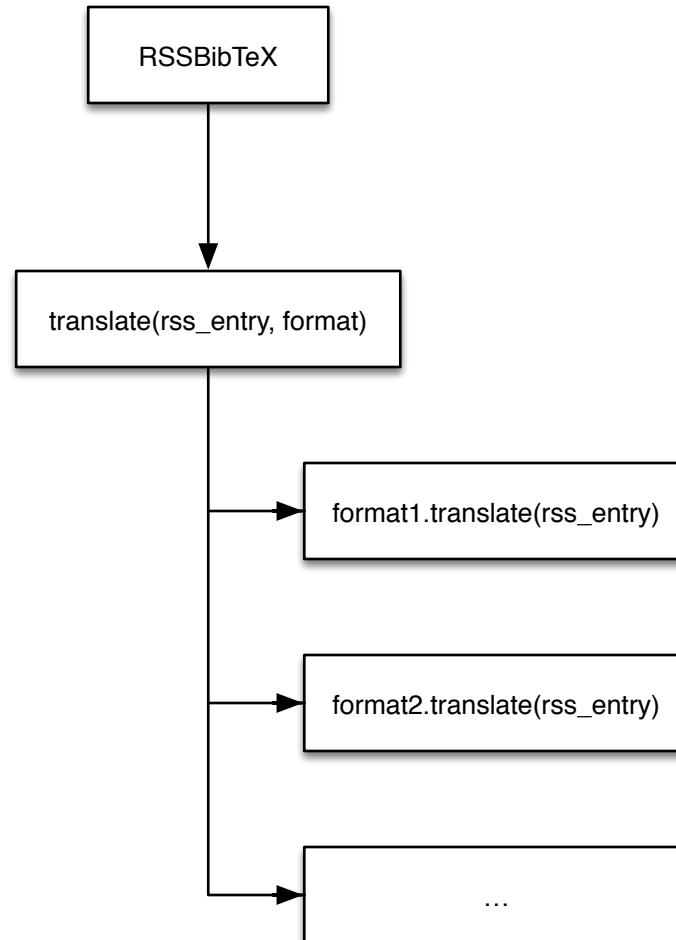 RSSBibTeX
translate(rss_entry, format)
format1.translate(rss_entry)
format2.translate(rss_entry)
...